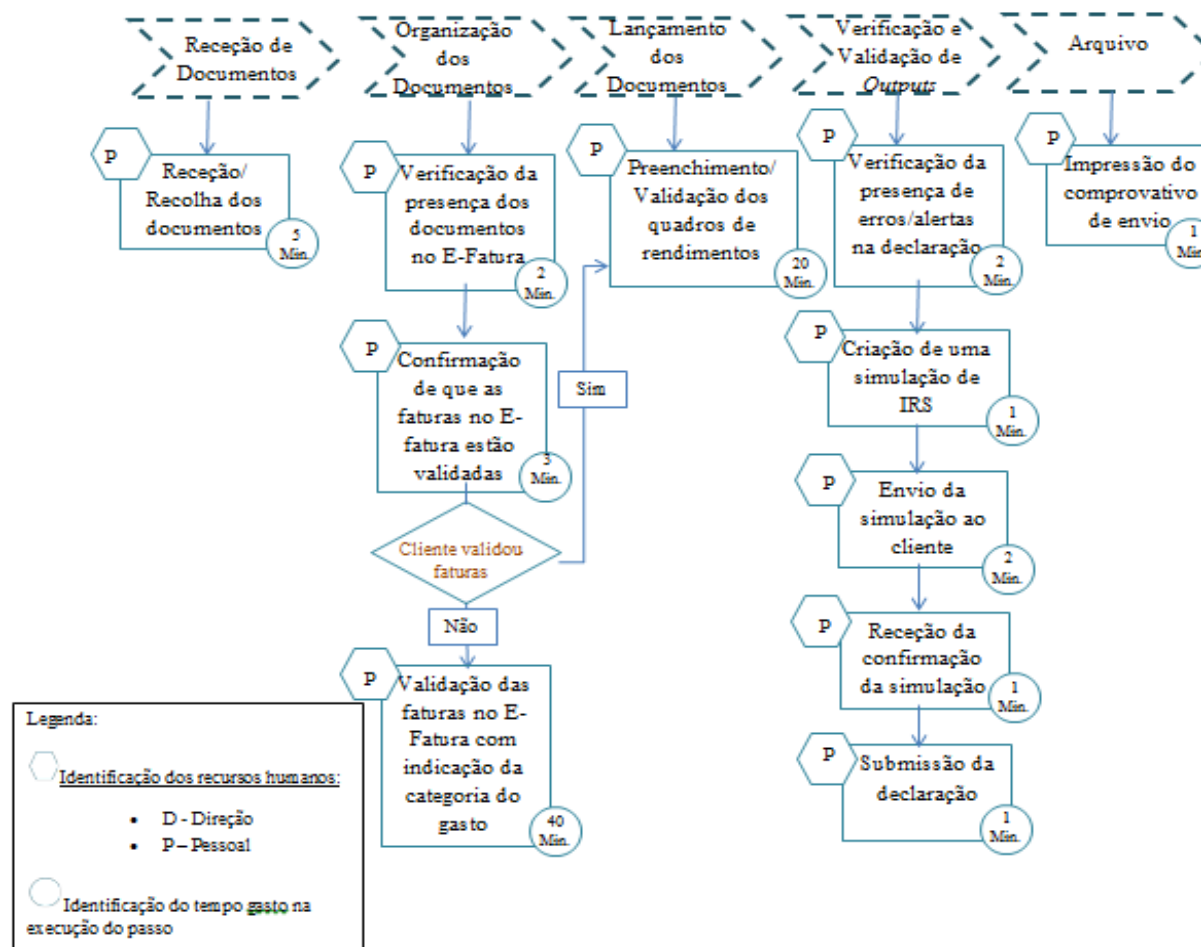 Receção de
Documentos
Organização
dos
Documentos
Lançamento
dos
Documentos
Verificação e
Validação de
Outputs
Arquivo
P
Receção/
Recolha dos
documentos
5
Min.
P
Verificação da
presença dos
documentos
no E-Fatura
2
Min.
P
Confirmação
de que as
faturas no E-
fatura estão
validadas
3
Min.
Cliente validou
faturas
Sim
Não
P
Validação das
faturas no E-
Fatura com
indicação da
categoria do
gasto
40
Min.
P
Preenchimento/
Validação dos
quadros de
rendimentos
20
Min.
P
Verificação da
presença de
erros/alertas
na declaração
2
Min.
P
Criação de uma
simulação de
IRS
1
Min.
P
Envio da
simulação ao
cliente
2
Min.
P
Receção da
confirmação
da simulação
1
Min.
P
Submissão da
declaração
1
Min.
P
Impressão do
comprovativo
de envio
1
Min.
Legenda:
Identificação dos recursos humanos:
• D - Direção
• P – Pessoal
Identificação do tempo gasto na
execução do passo